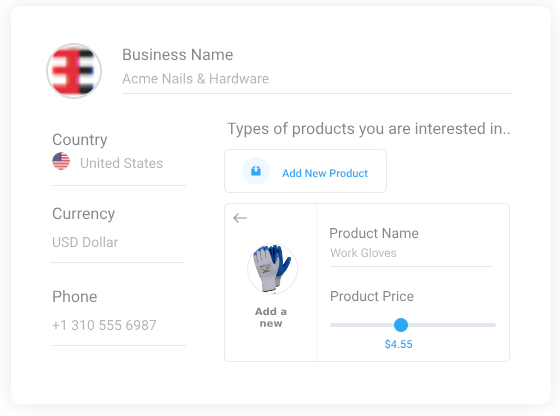 Business Name
Acme Nails & Hardware
Country
United States
Currency
USD Dollar
Phone
+1 310 555 6987
Types of products you are interested in..
Add New Product
Add a
new
Product Name
Work Gloves
Product Price
$4.55